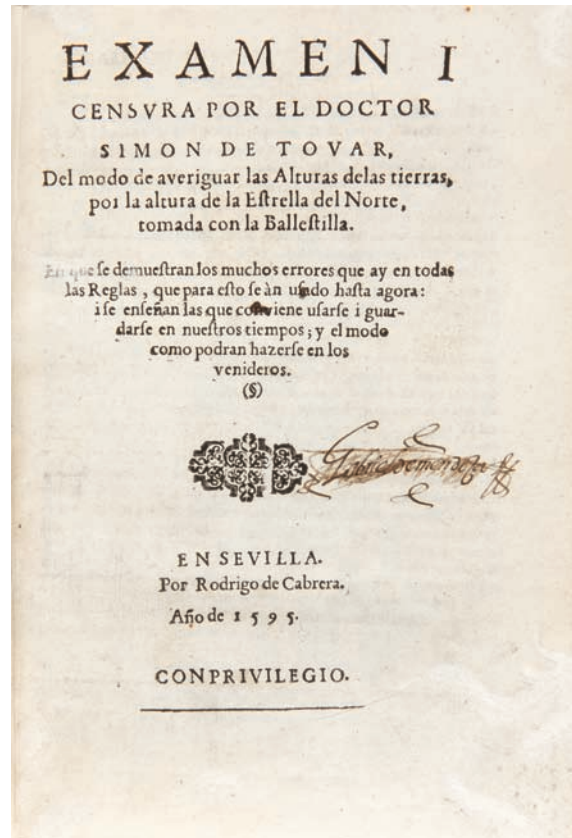 EXAMEN I
CENSVRA POR EL DOCTOR
SIMON DE TOVAR,
Del modo de averiguar las Alturas delas tierras,
por la altura de la Eſtrella del Norte,
tomada con la Balleſtilla.
En que ſe demueſtran los muchos errores que ay en todas
las Reglas, que para eſto ſe àn uſado haſta agora:
i ſe enſeñan las que conviene uſarſe i guar-
darſe en nueſtros tiempos; y el modo
como podran hazerſe en los
venideros.
(§)
EN SEVILLA.
Por Rodrigo de Cabrera.
Año de 1595.
CONPRIVILEGIO.